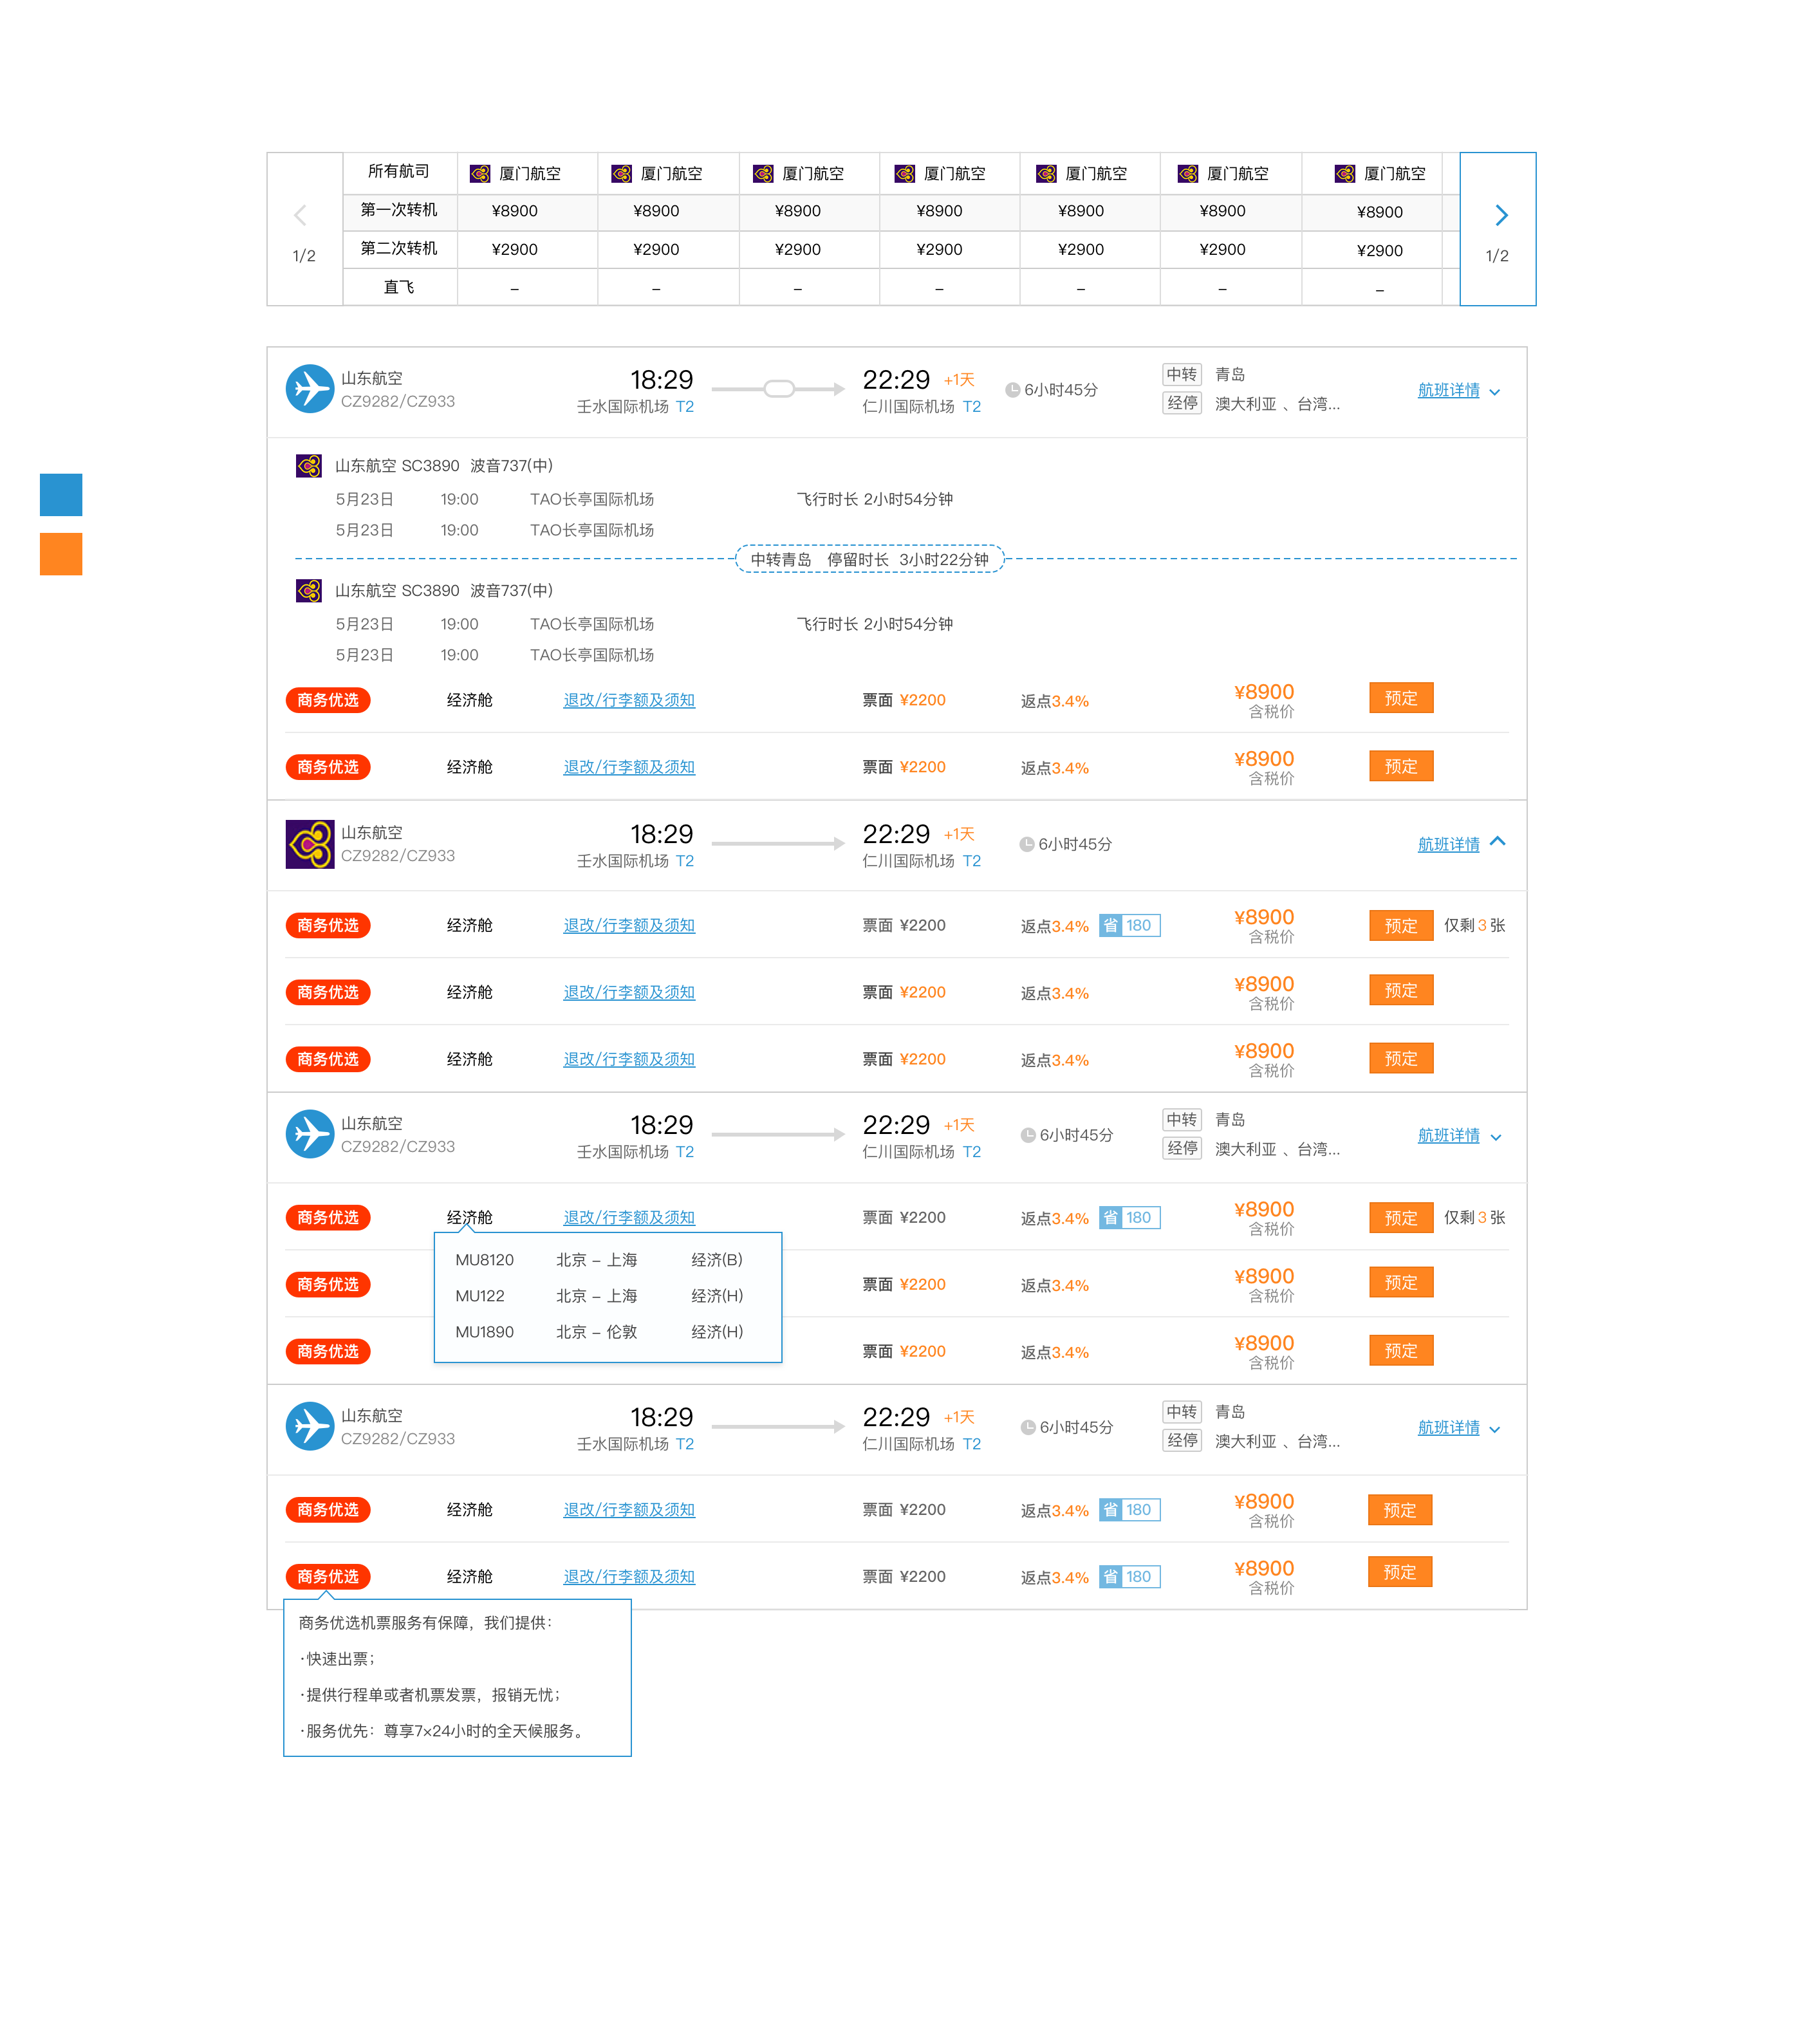 所有航司 厦门航空 厦门航空 厦门航空 厦门航空 厦门航空 厦门航空 厦门航空
第一次转机 ¥8900 ¥8900 ¥8900 ¥8900 ¥8900 ¥8900 ¥8900
1/2 第二次转机 ¥2900 ¥2900 ¥2900 ¥2900 ¥2900 ¥2900 ¥2900 1/2
直飞 – – – – – – –
山东航空 18:29 22:29 +1天 6小时45分 中转 青岛 航班详情
CZ9282/CZ933 壬水国际机场 T2 仁川国际机场 T2 经停 澳大利亚 、台湾...
山东航空 SC3890 波音737(中)
5月23日 19:00 TAO长亭国际机场 飞行时长 2小时54分钟
5月23日 19:00 TAO长亭国际机场
中转青岛 停留时长 3小时22分钟
山东航空 SC3890 波音737(中)
5月23日 19:00 TAO长亭国际机场 飞行时长 2小时54分钟
5月23日 19:00 TAO长亭国际机场
商务优选 经济舱 退改/行李额及须知 票面 ¥2200 返点3.4% ¥8900 预定
含税价
商务优选 经济舱 退改/行李额及须知 票面 ¥2200 返点3.4% ¥8900 预定
含税价
山东航空 18:29 22:29 +1天 6小时45分 航班详情
CZ9282/CZ933 壬水国际机场 T2 仁川国际机场 T2
商务优选 经济舱 退改/行李额及须知 票面 ¥2200 返点3.4% 省 180 ¥8900 预定 仅剩 3 张
含税价
商务优选 经济舱 退改/行李额及须知 票面 ¥2200 返点3.4% ¥8900 预定
含税价
商务优选 经济舱 退改/行李额及须知 票面 ¥2200 返点3.4% ¥8900 预定
含税价
山东航空 18:29 22:29 +1天 6小时45分 中转 青岛 航班详情
CZ9282/CZ933 壬水国际机场 T2 仁川国际机场 T2 经停 澳大利亚 、台湾...
商务优选 经济舱 退改/行李额及须知 票面 ¥2200 返点3.4% 省 180 ¥8900 预定 仅剩 3 张
含税价
MU8120 北京 – 上海 经济(B)
商务优选 票面 ¥2200 返点3.4% ¥8900 预定
MU122 北京 – 上海 经济(H) 含税价
MU1890 北京 – 伦敦 经济(H)
商务优选 票面 ¥2200 返点3.4% ¥8900 预定
含税价
山东航空 18:29 22:29 +1天 6小时45分 中转 青岛 航班详情
CZ9282/CZ933 壬水国际机场 T2 仁川国际机场 T2 经停 澳大利亚 、台湾...
商务优选 经济舱 退改/行李额及须知 票面 ¥2200 返点3.4% 省 180 ¥8900 预定
含税价
商务优选 经济舱 退改/行李额及须知 票面 ¥2200 返点3.4% 省 180 ¥8900 预定
含税价
商务优选机票服务有保障，我们提供：
·快速出票；
·提供行程单或者机票发票，报销无忧；
·服务优先：尊享7×24小时的全天候服务。